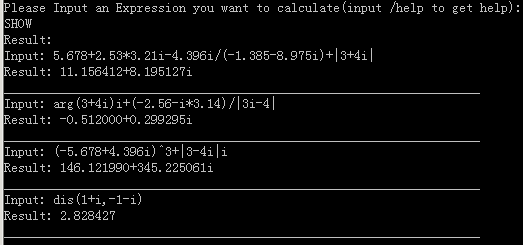 Please Input an Expression you want to calculate(input /help to get help):
SHOW
Result:
Input: 5.678+2.53*3.21i-4.396i/(-1.385-8.975i)+|3+4i|
Result: 11.156412+8.195127i
Input: arg(3+4i)i+(-2.56-i*3.14)/|3i-4|
Result: -0.512000+0.299295i
Input: (-5.678+4.396i)^3+|3-4i|i
Result: 146.121990+345.225061i
Input: dis(1+i,-1-i)
Result: 2.828427